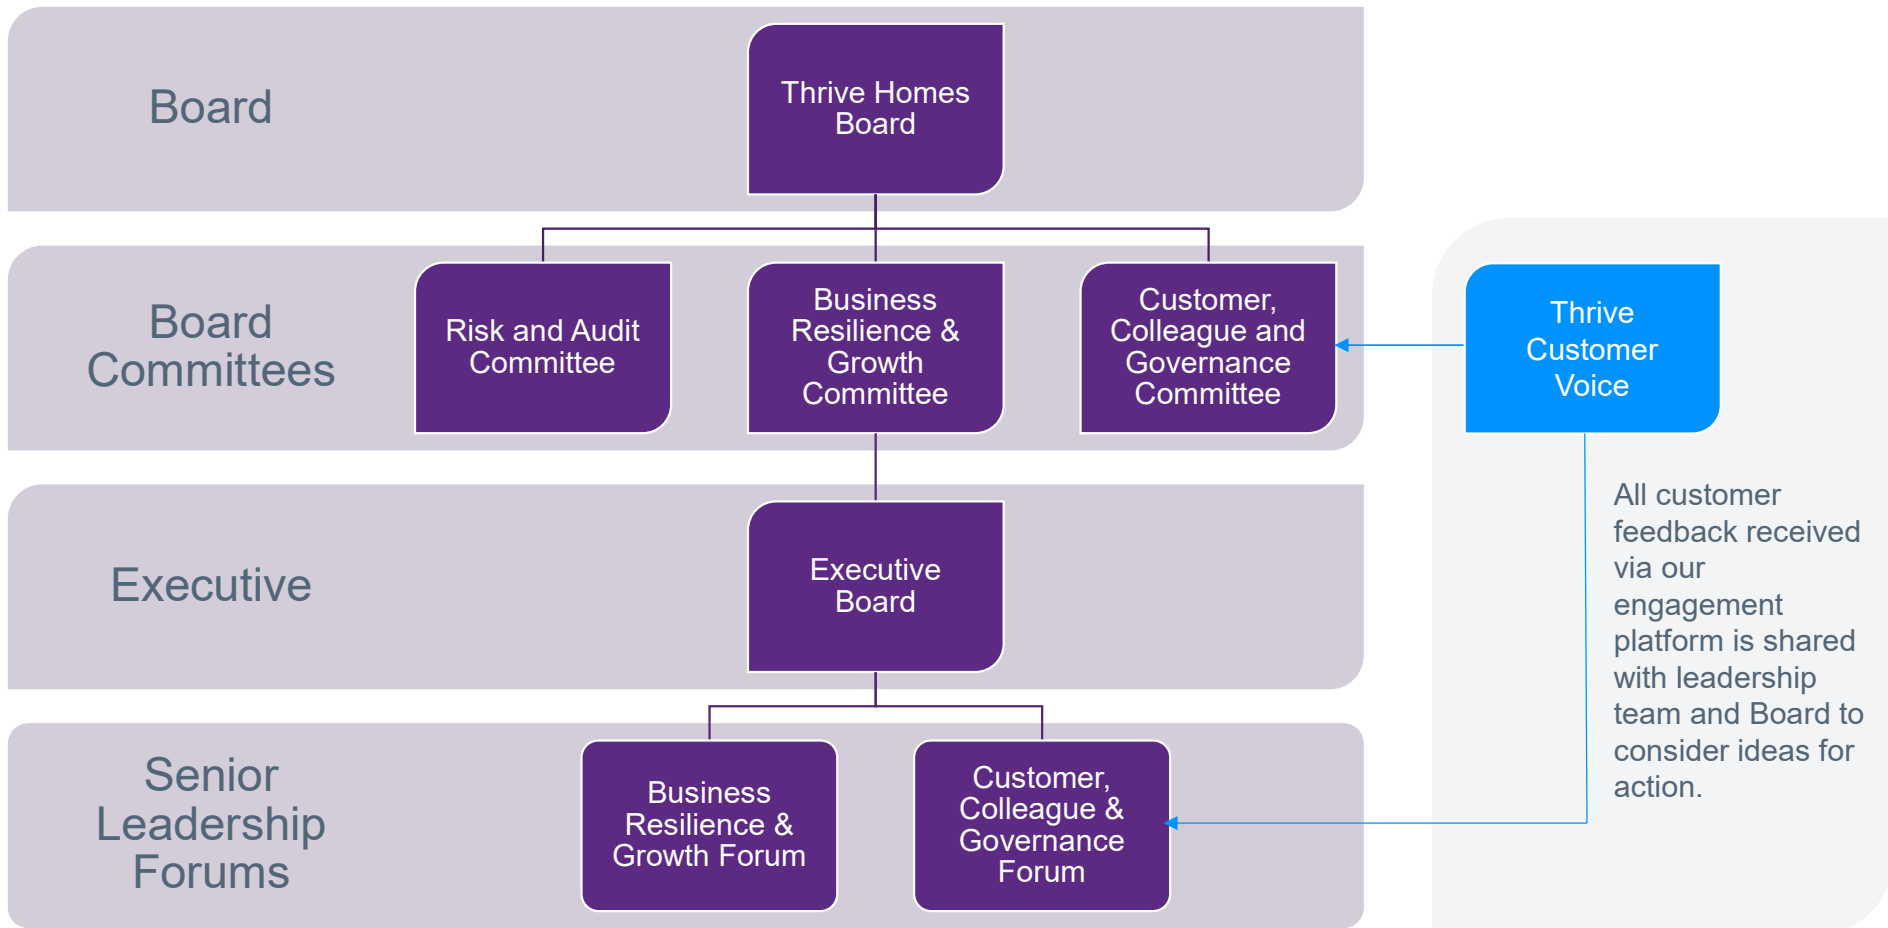 Board
Thrive Homes
Board
Board
Committees
Risk and Audit
Committee
Business
Resilience &
Growth
Committee
Customer,
Colleague and
Governance
Committee
Thrive
Customer
Voice
All customer
feedback received
via our
engagement
platform is shared
with leadership
team and Board to
consider ideas for
action.
Executive
Executive
Board
Senior
Leadership
Forums
Business
Resilience &
Growth Forum
Customer,
Colleague &
Governance
Forum